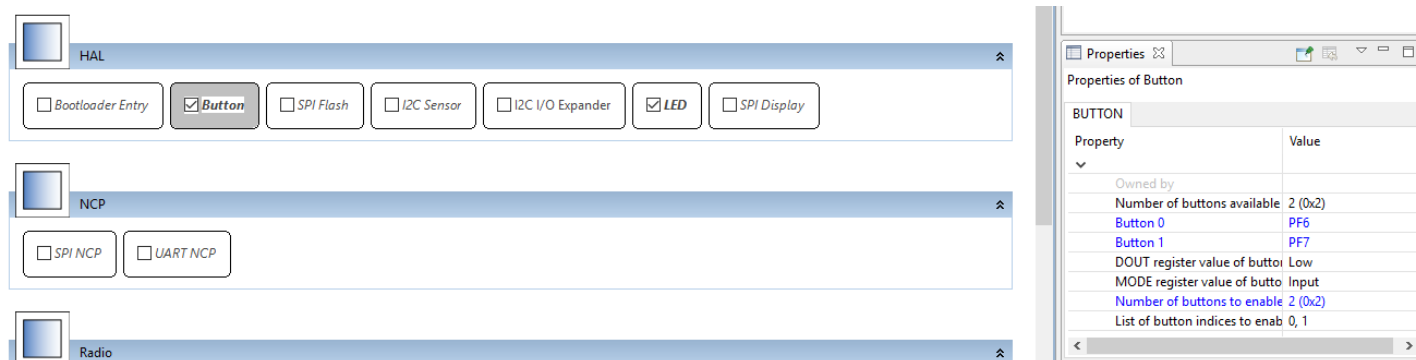 HAL
Bootloader Entry Button SPI Flash I2C Sensor I2C I/O Expander LED SPI Display
NCP
SPI NCP UART NCP
Radio
Properties
Properties of Button
BUTTON
Property Value
Owned by
Number of buttons available 2 (0x2)
Button 0 PF6
Button 1 PF7
DOUT register value of button Low
MODE register value of butto Input
Number of buttons to enable 2 (0x2)
List of button indices to enab 0, 1